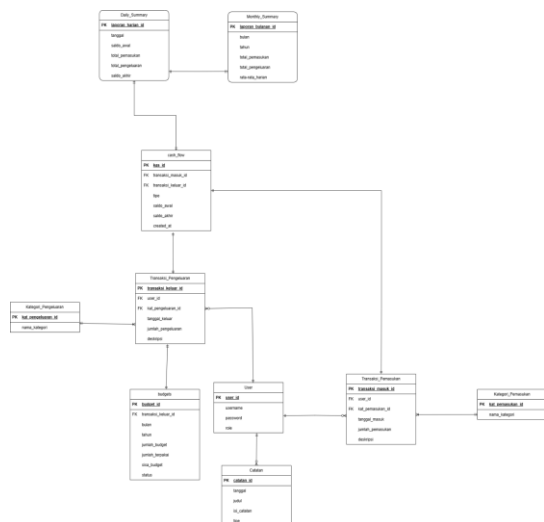 Daily_Summary
PK laporan_harian_id
tanggal
saldo_awal
total_pemasukan
total_pengeluaran
saldo_akhir
Monthly_Summary
PK laporan_bulanan_id
bulan
tahun
total_pemasukan
total_pengeluaran
rata-rata_harian
cash_flow
PK kas_id
FK transaksi_masuk_id
FK transaksi_keluar_id
saldo_awal
saldo_akhir
created_at
Transaksi_Pengeluaran
PK transaksi_keluar_id
FK user_id
FK kat_pengeluaran_id
tanggal_keluar
jumlah_pengeluaran
deskripsi
Kategori_Pengeluaran
PK kat_pengeluaran_id
nama_kategori
budgets
PK budget_id
FK transaksi_keluar_id
bulan
tahun
jumlah_budget
jumlah_terpakai
sisa_budget
status
User
PK user_id
username
password
role
Transaksi_Pemasukan
PK transaksi_masuk_id
FK user_id
FK kat_pemasukan_id
tanggal_masuk
jumlah_pemasukan
deskripsi
Kategori_Pemasukan
PK kat_pemasukan_id
nama_kategori
Catatan
PK catatan_id
tanggal
judul
isi_catatan